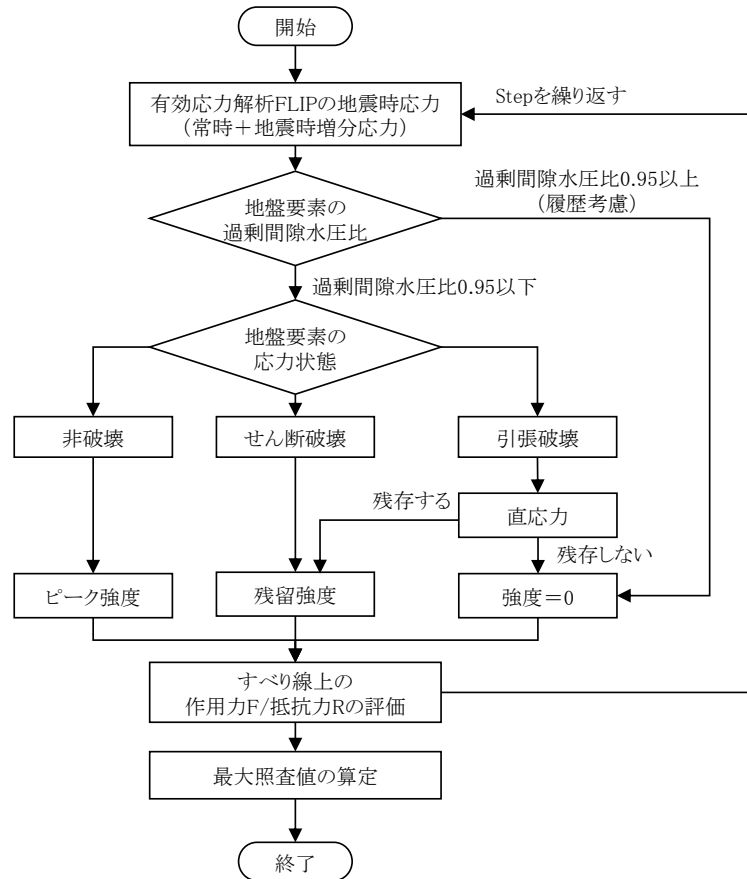 開始
有効応力解析FLIPの地震時応力
（常時＋地震時増分応力）
Stepを繰り返す
地盤要素の
過剰間隙水圧比
過剰間隙水圧比0.95以上
（履歴考慮）
過剰間隙水圧比0.95以下
地盤要素の
応力状態
非破壊
せん断破壊
引張破壊
残存する
直応力
残存しない
ピーク強度
残留強度
強度＝0
すべり線上の
作用力F/抵抗力Rの評価
最大照査値の算定
終了